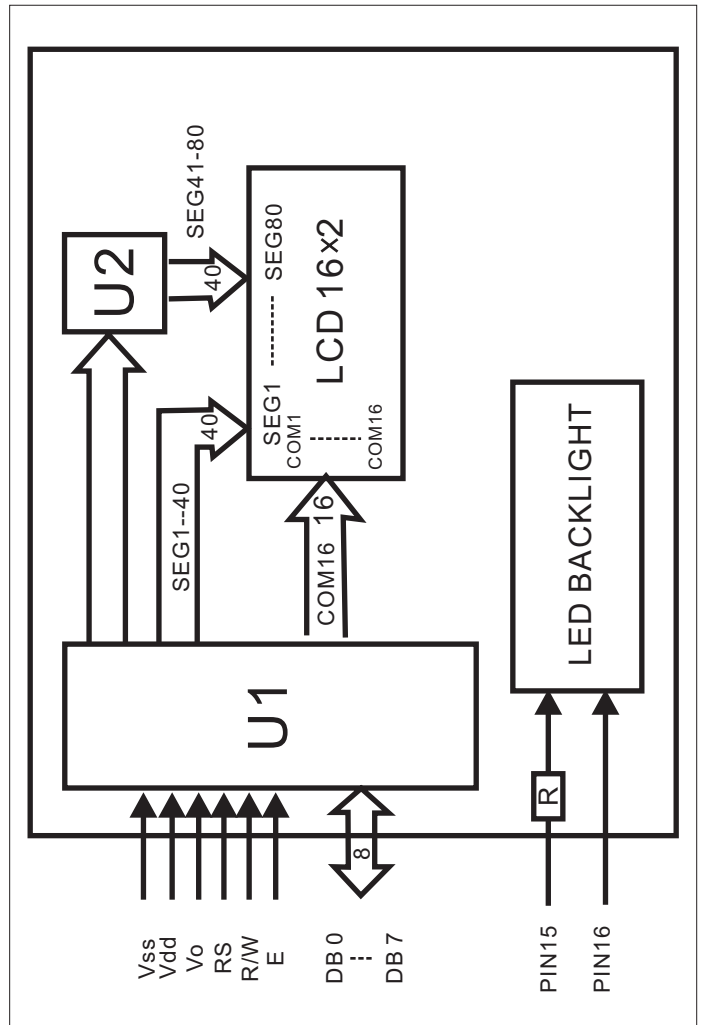 Vss
Vdd
Vo
RS
R/W
E
DB0
----
DB7
8
U1
SEG1--40
40
COM16
16
U2
SEG41-80
40
SEG1 --------- SEG80
COM1
-------
COM16
LCD 16×2
PIN15
PIN16
R
LED BACKLIGHT